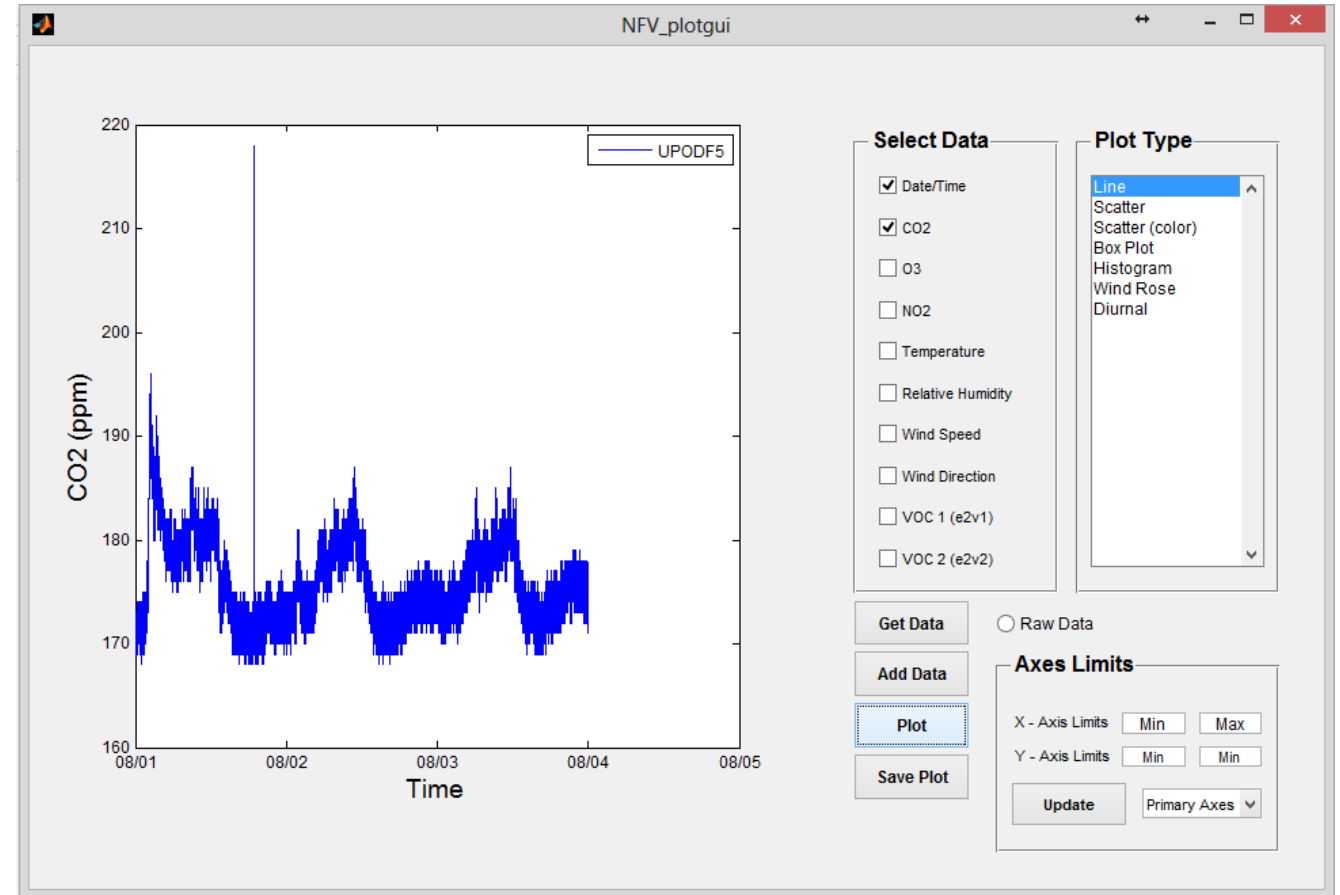 NFV_plotgui
220
210
200
190
180
170
160
CO2 (ppm)
08/01
08/02
08/03
08/04
08/05
Time
UPODF5
Select Data
Date/Time
CO2
O3
NO2
Temperature
Relative Humidity
Wind Speed
Wind Direction
VOC 1 (e2v1)
VOC 2 (e2v2)
Plot Type
Line
Scatter
Scatter (color)
Box Plot
Histogram
Wind Rose
Diurnal
Get Data
Raw Data
Add Data
Plot
Save Plot
Axes Limits
X - Axis Limits Min Max
Y - Axis Limits Min Min
Update Primary Axes